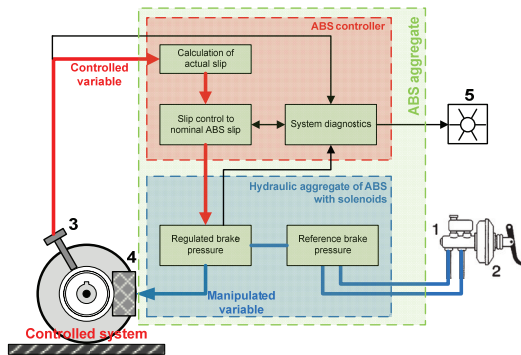 ABS controller
Calculation of
actual slip
Controlled
variable
ABS aggregate
5
Slip control to
nominal ABS slip
System diagnostics
Hydraulic aggregate of ABS
with solenoids
3
1
Regulated brake
pressure
Reference brake
pressure
4
2
Manipulated
variable
Controlled system